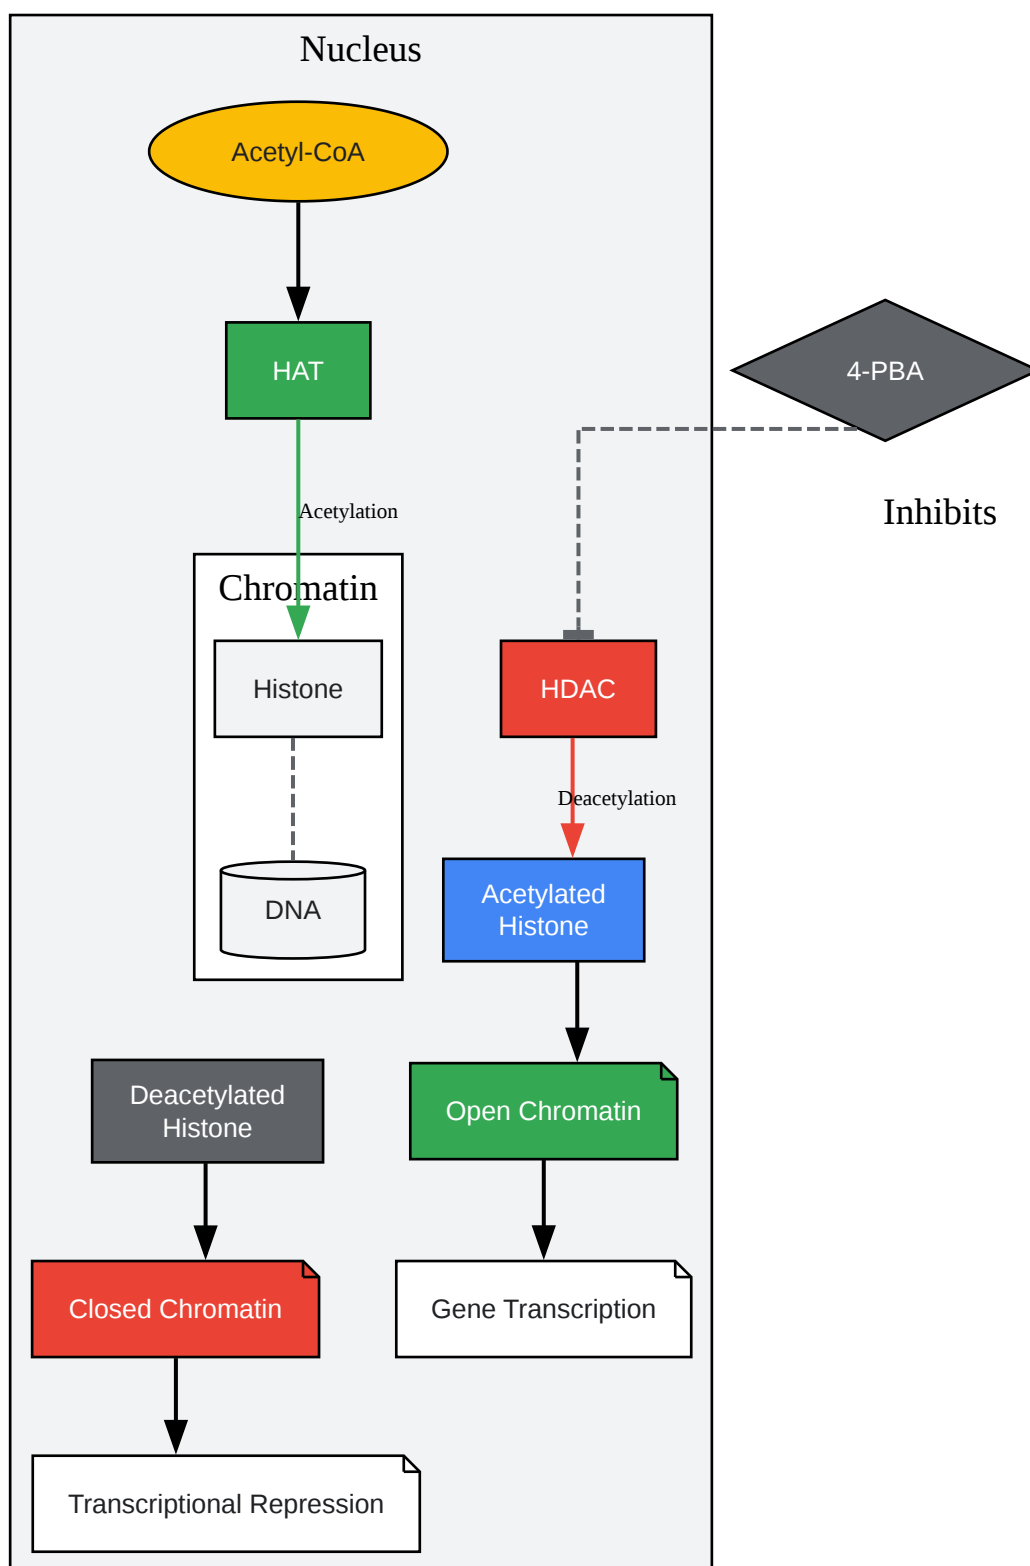 Nucleus
Acetyl-CoA
HAT
4-PBA
Acetylation
Inhibits
Chromatin
Histone
HDAC
Deacetylation
DNA
Acetylated
Histone
Deacetylated
Histone
Open Chromatin
Closed Chromatin
Gene Transcription
Transcriptional Repression